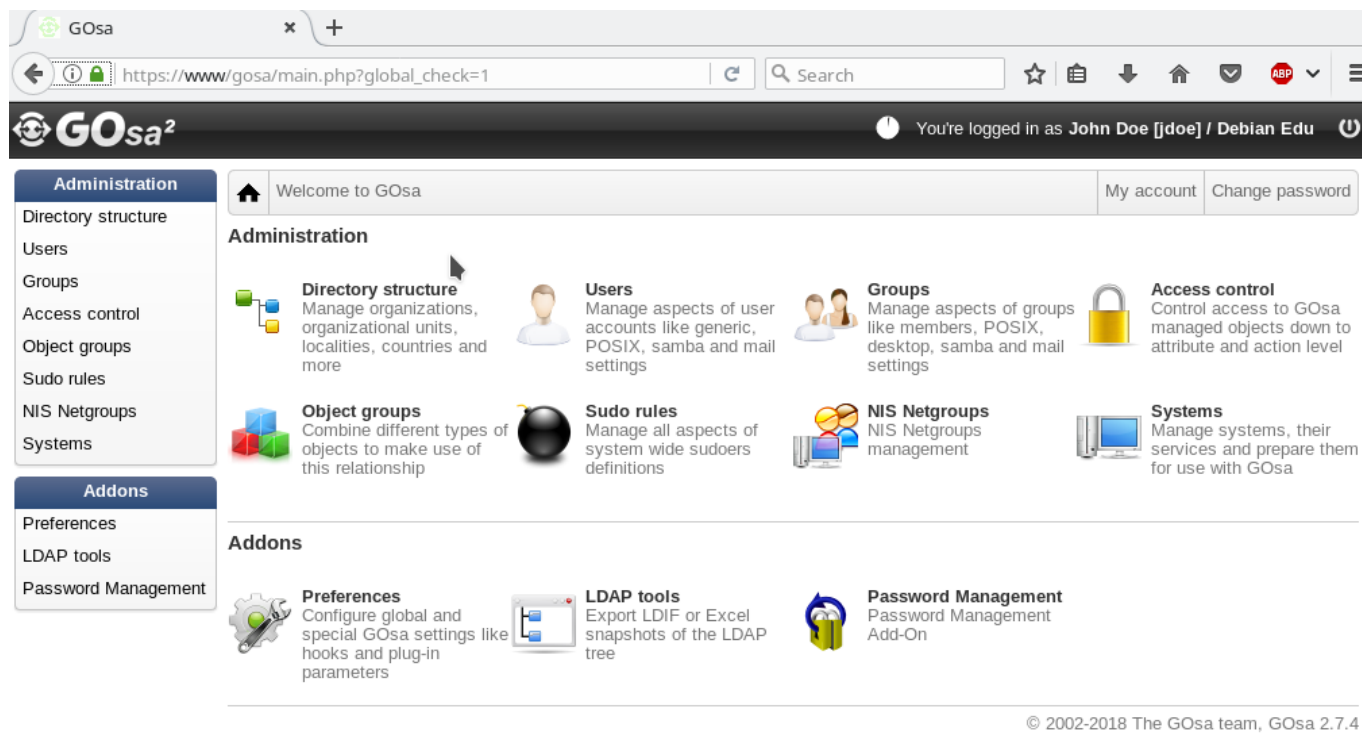 GOsa
https://www/gosa/main.php?global_check=1
Search
ABP
GOsa²
You're logged in as John Doe [jdoe] / Debian Edu
Administration
Directory structure
Users
Groups
Access control
Object groups
Sudo rules
NIS Netgroups
Systems
Addons
Preferences
LDAP tools
Password Management
Welcome to GOsa
My account
Change password
Administration
Directory structure
Manage organizations,
organizational units,
localities, countries and
more
Users
Manage aspects of user
accounts like generic,
POSIX, samba and mail
settings
Groups
Manage aspects of groups
like members, POSIX,
desktop, samba and mail
settings
Access control
Control access to GOsa
managed objects down to
attribute and action level
Object groups
Combine different types of
objects to make use of
this relationship
Sudo rules
Manage all aspects of
system wide sudoers
definitions
NIS Netgroups
NIS Netgroups
management
Systems
Manage systems, their
services and prepare them
for use with GOsa
Addons
Preferences
Configure global and
special GOsa settings like
hooks and plug-in
parameters
LDAP tools
Export LDIF or Excel
snapshots of the LDAP
tree
Password Management
Password Management
Add-On
© 2002-2018 The GOsa team, GOsa 2.7.4